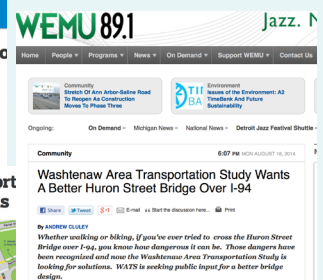 WEMU 89.1
Jazz. N
Home People Programs News On Demand Support WEMU Contact Us
Community
Stretch Of Ann Arbor-Saline Road
To Reopen As Construction
Moves To Phase Three
Environment
Issues of the Environment: A2
TimeBank And Future
Sustainability
TII
BA
Ongoing: On Demand Michigan News National News Detroit Jazz Festival Shuttle
Community 6:07 PM MON AUGUST 18, 2014
Washtenaw Area Transportation Study Wants
A Better Huron Street Bridge Over I-94
Share Tweet +1 E-mail Start the discussion here... Print
By ANDREW CLULEY
Whether walking or biking, if you've ever tried to cross the Huron Street
Bridge over I-94, you know how dangerous it can be. Those dangers have
been recognized and now the Washtenaw Area Transportation Study is
looking for solutions. WATS is seeking public input for a better bridge
design.
ort
s